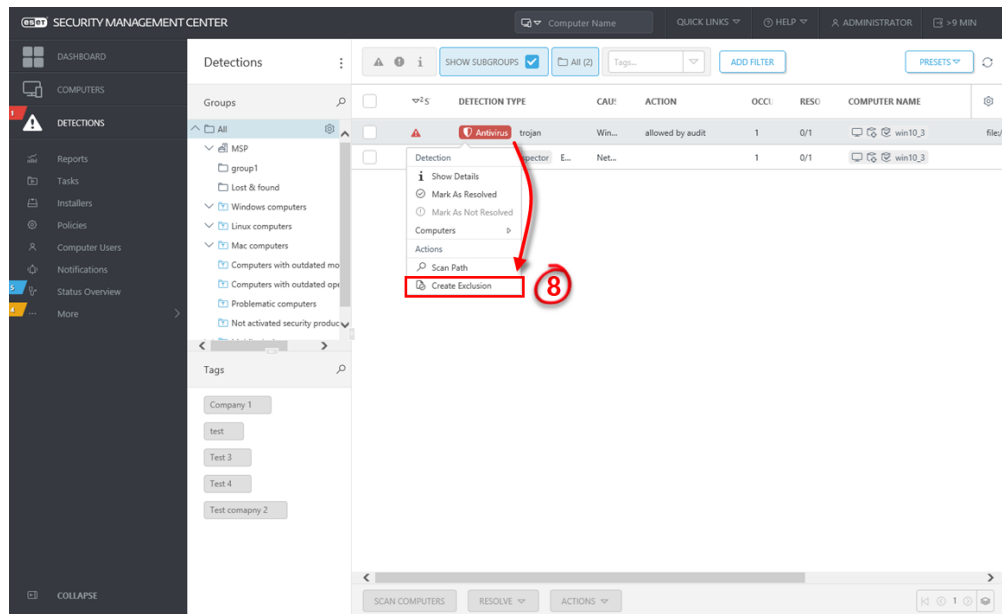 eset SECURITY MANAGEMENT CENTER
Computer Name
QUICK LINKS
HELP
ADMINISTRATOR
>9 MIN
DASHBOARD
COMPUTERS
1
DETECTIONS
Reports
Tasks
Installers
Policies
Computer Users
Notifications
5
Status Overview
4
More
COLLAPSE
Detections
Groups
All
MSP
group1
Lost & found
Windows computers
Linux computers
Mac computers
Computers with outdated mo
Computers with outdated ope
Problematic computers
Not activated security produc
Tags
Company 1
test
Test 3
Test 4
Test comapny 2
SHOW SUBGROUPS
All (2)
Tags...
ADD FILTER
PRESETS
2 S DETECTION TYPE CAU: ACTION OCCU RESO COMPUTER NAME
Antivirus trojan Win... allowed by audit 1 0/1 win10_3 file:/
spector E... Net... 1 0/1 win10_3
Detection
Show Details
Mark As Resolved
Mark As Not Resolved
Computers
Actions
Scan Path
Create Exclusion
8
SCAN COMPUTERS
RESOLVE
ACTIONS
1